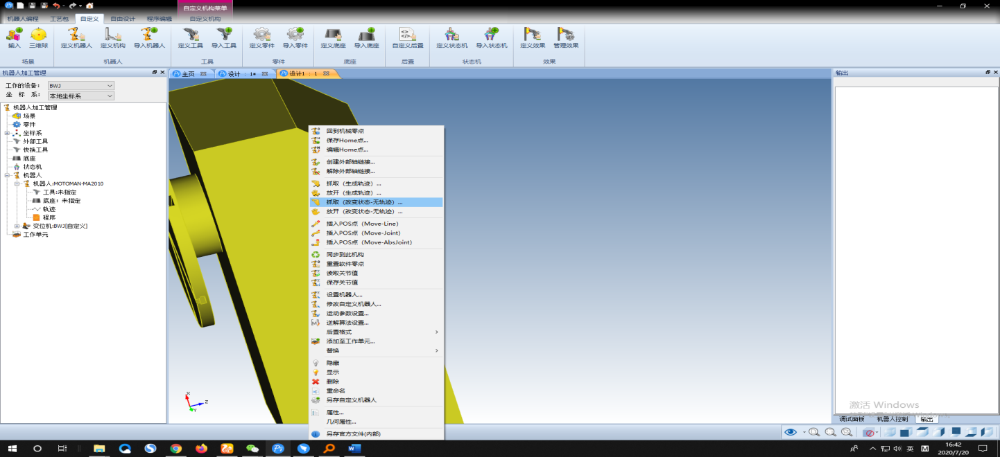 自定义机构菜单
机器人编程 工艺包 自定义 自由设计 程序编辑 自定义机构
输入 三维球 定义机器人 定义机构 导入机器人 定义工具 导入工具 定义零件 导入零件 定义底座 导入底座 自定义后置 定义状态机 导入状态机 定义效果 管理效果
场景 机器人 工具 零件 底座 后置 状态机 效果
机器人加工管理
主页 设计 : 1* 设计1 : 1
输出
工作的设备: BWJ
坐 标 系: 本地坐标系
机器人加工管理
场景
零件
坐标系
外部工具
快换工具
底座
状态机
机器人
机器人:MOTOMAN-MA2010
工具:未指定
底座: 未指定
轨迹
程序
变位机:BWJ[自定义]
工作单元
回到机械零点
保存Home点...
编辑Home点...
创建外部轴链接...
解除外部轴链接...
抓取（生成轨迹）...
放开（生成轨迹）...
抓取（改变状态-无轨迹）...
放开（改变状态-无轨迹）...
插入POS点（Move-Line)
插入POS点（Move-Joint)
插入POS点（Move-AbsJoint)
同步到此机构
重置软件零点
读取关节值
保存关节值
设置机器人...
修改自定义机器人...
运动参数设置...
逆解算法设置...
后置格式
添加至工作单元...
替换
隐藏
显示
删除
重命名
另存自定义机器人
属性...
几何属性...
另存官方文件(内部)
X
Z
Y
激活 Windows
调试面板 机器人控制 输出
英 M
16:42
2020/7/20